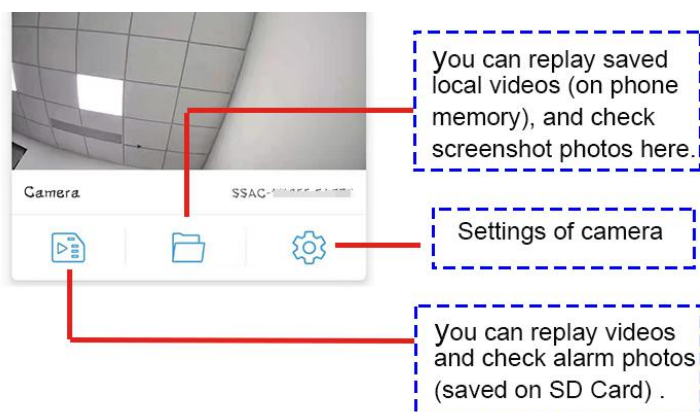 you can replay saved
local videos (on phone
memory), and check
screenshot photos here.
Camera
SSAC-
Settings of camera
you can replay videos
and check alarm photos
(saved on SD Card) .